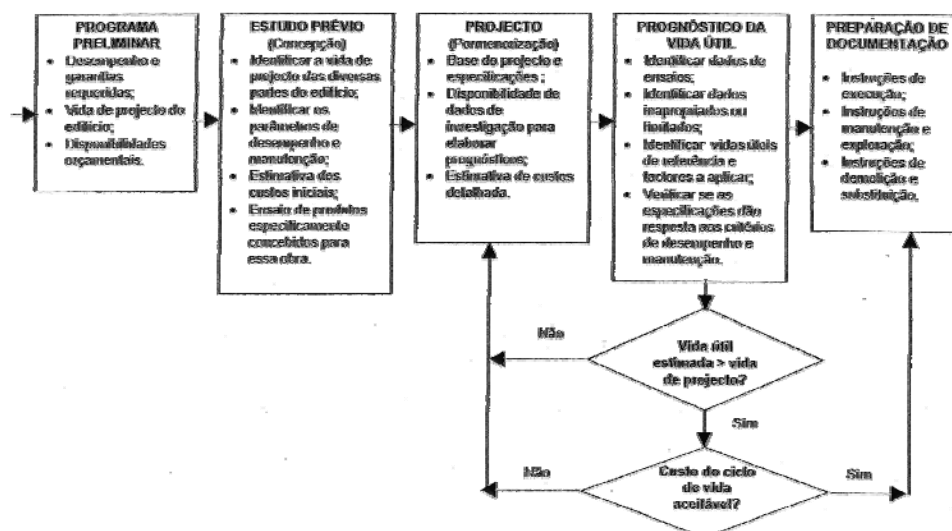 PROGRAMA
PRELIMINAR
• Desempenho e
garantias
requeridas;
• Vida de projecto do
edifício;
• Disponibilidades
orçamentais.
ESTUDO PRÉVIO
(Concepção)
• Identificar a vida de
projecto das diversas
partes do edifício;
• Identificar os
parâmetros de
desempenho e
manutenção;
• Estimativa dos
custos iniciais;
• Ensaio de produtos
especificamente
concebidos para
essa obra.
PROJECTO
(Pormenorização)
• Base do projecto e
especificações;
• Disponibilidade de
dados de
investigação para
elaborar
prognósticos;
• Estimativa de custos
detalhada.
PROGNÓSTICO DA
VIDA ÚTIL
• Identificar dados de
ensaios;
• Identificar dados
inapropiados ou
limitados;
• Identificar vidas úteis
de referência e
factores a aplicar;
• Verificar se as
especificações dão
resposta aos critérios
de desempenho e
manutenção.
PREPARAÇÃO DE
DOCUMENTAÇÃO
• Instruções de
execução;
• Instruções de
manutenção e
exploração;
• Instruções de
demolição e
substituição.
Não
Vida útil
estimada > vida
de projecto?
Sim
Não
Custo do ciclo
de vida
aceitável?
Sim